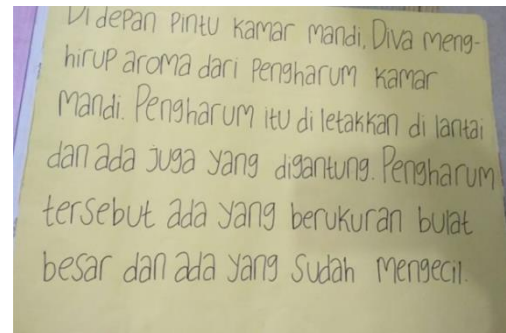 Di depan Pintu kamar mandi, Diva meng-
hirup aroma dari Pengharum kamar
mandi. Pengharum itu di letakkan di lantai
dan ada juga yang digantung. Pengharum
tersebut ada yang berukuran bulat
besar dan ada yang sudah mengecil.